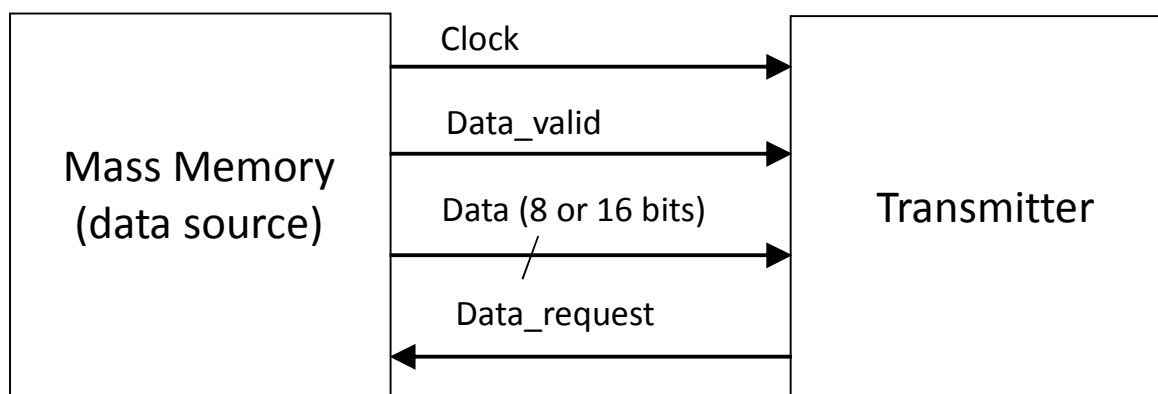 Clock
Data_valid
Mass Memory
(data source)
Data (8 or 16 bits)
Transmitter
Data_request